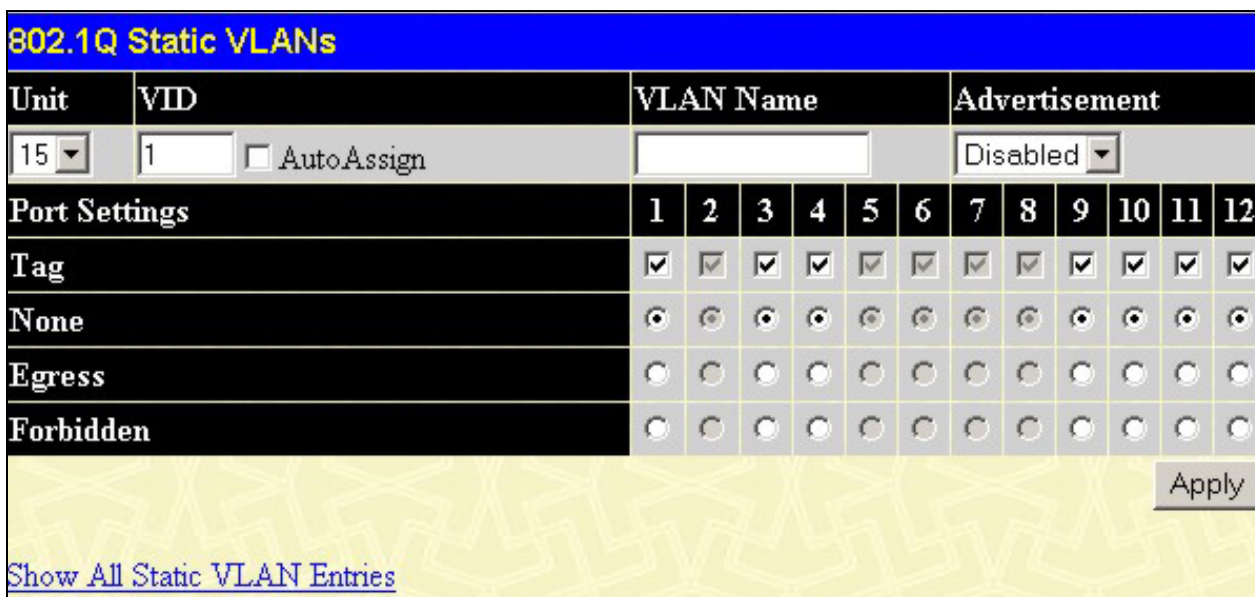 802.1Q Static VLANs
Unit VID VLAN Name Advertisement
15 1 AutoAssign Disabled
Port Settings 1 2 3 4 5 6 7 8 9 10 11 12
Tag
None
Egress
Forbidden
Apply
Show All Static VLAN Entries